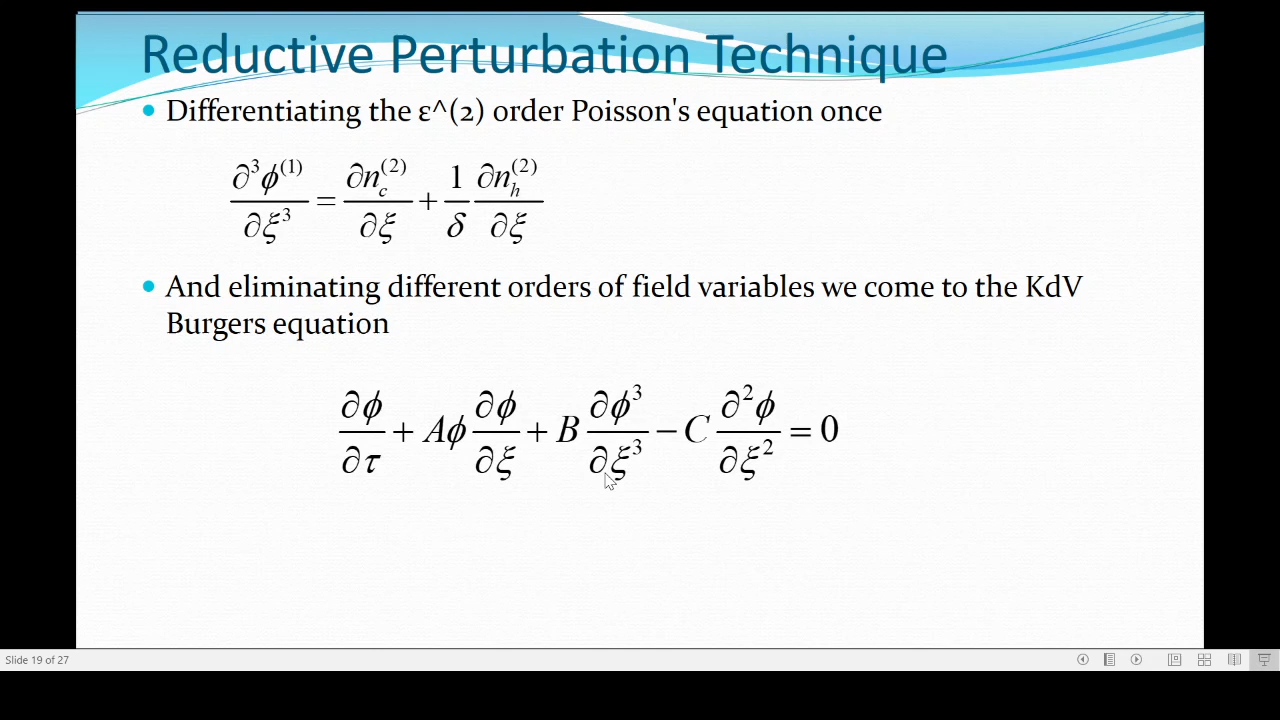 Reductive Perturbation Technique
Differentiating the ε^(2) order Poisson's equation once
∂³ϕ⁽¹⁾/∂ξ³ = ∂n_c⁽²⁾/∂ξ + 1/δ ∂n_h⁽²⁾/∂ξ
And eliminating different orders of field variables we come to the KdV
Burgers equation
∂ϕ/∂τ + Aϕ ∂ϕ/∂ξ + B ∂ϕ³/∂ξ³ − C ∂²ϕ/∂ξ² = 0
Slide 19 of 27